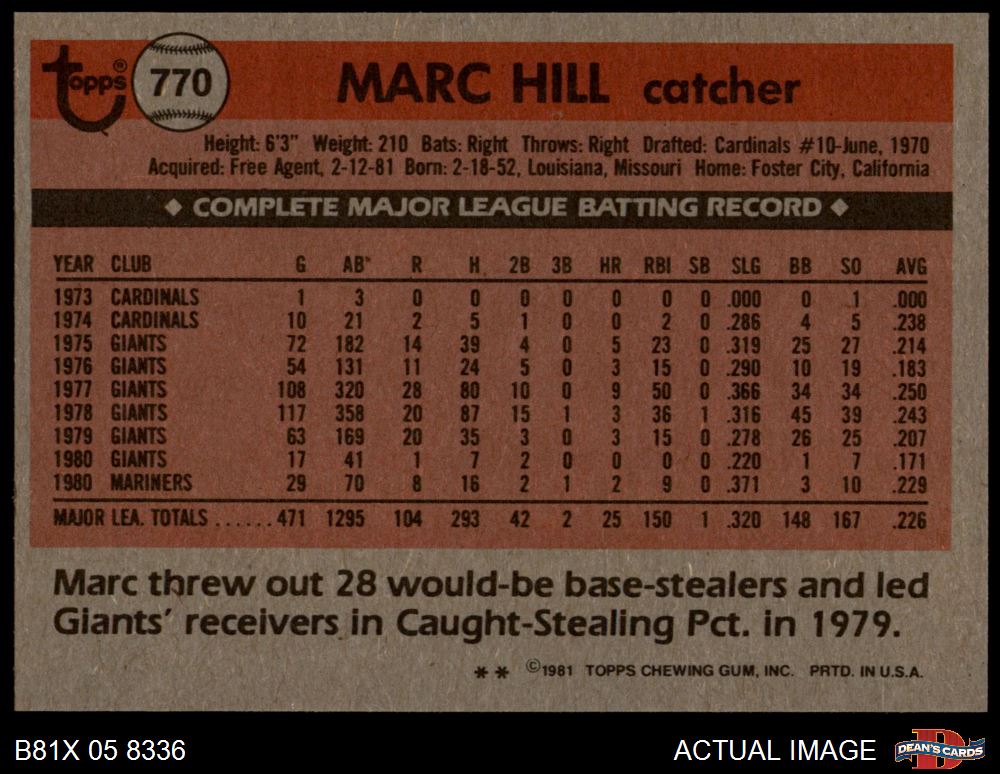 Topps® 770 MARC HILL catcher
Height: 6'3" Weight: 210 Bats: Right Throws: Right Drafted: Cardinals #10-June, 1970
Acquired: Free Agent, 2-12-81 Born: 2-18-52, Louisiana, Missouri Home: Foster City, California
◆ COMPLETE MAJOR LEAGUE BATTING RECORD ◆
YEAR CLUB G AB R H 2B 3B HR RBI SB SLG BB SO AVG
1973 CARDINALS 1 3 0 0 0 0 0 0 0 .000 0 1 .000
1974 CARDINALS 10 21 2 5 1 0 0 2 0 .286 4 5 .238
1975 GIANTS 72 182 14 39 4 0 5 23 0 .319 25 27 .214
1976 GIANTS 54 131 11 24 5 0 3 15 0 .290 10 19 .183
1977 GIANTS 108 320 28 80 10 0 9 50 0 .366 34 34 .250
1978 GIANTS 117 358 20 87 15 1 3 36 1 .316 45 39 .243
1979 GIANTS 63 169 20 35 3 0 3 15 0 .278 26 25 .207
1980 GIANTS 17 41 1 7 2 0 0 0 0 .220 1 7 .171
1980 MARINERS 29 70 8 16 2 1 2 9 0 .371 3 10 .229
MAJOR LEA. TOTALS ......471 1295 104 293 42 2 25 150 1 .320 148 167 .226
Marc threw out 28 would-be base-stealers and led
Giants' receivers in Caught-Stealing Pct. in 1979.
** ©1981 TOPPS CHEWING GUM, INC. PRTD. IN U.S.A.
B81X 05 8336 ACTUAL IMAGE DEAN'S CARDS